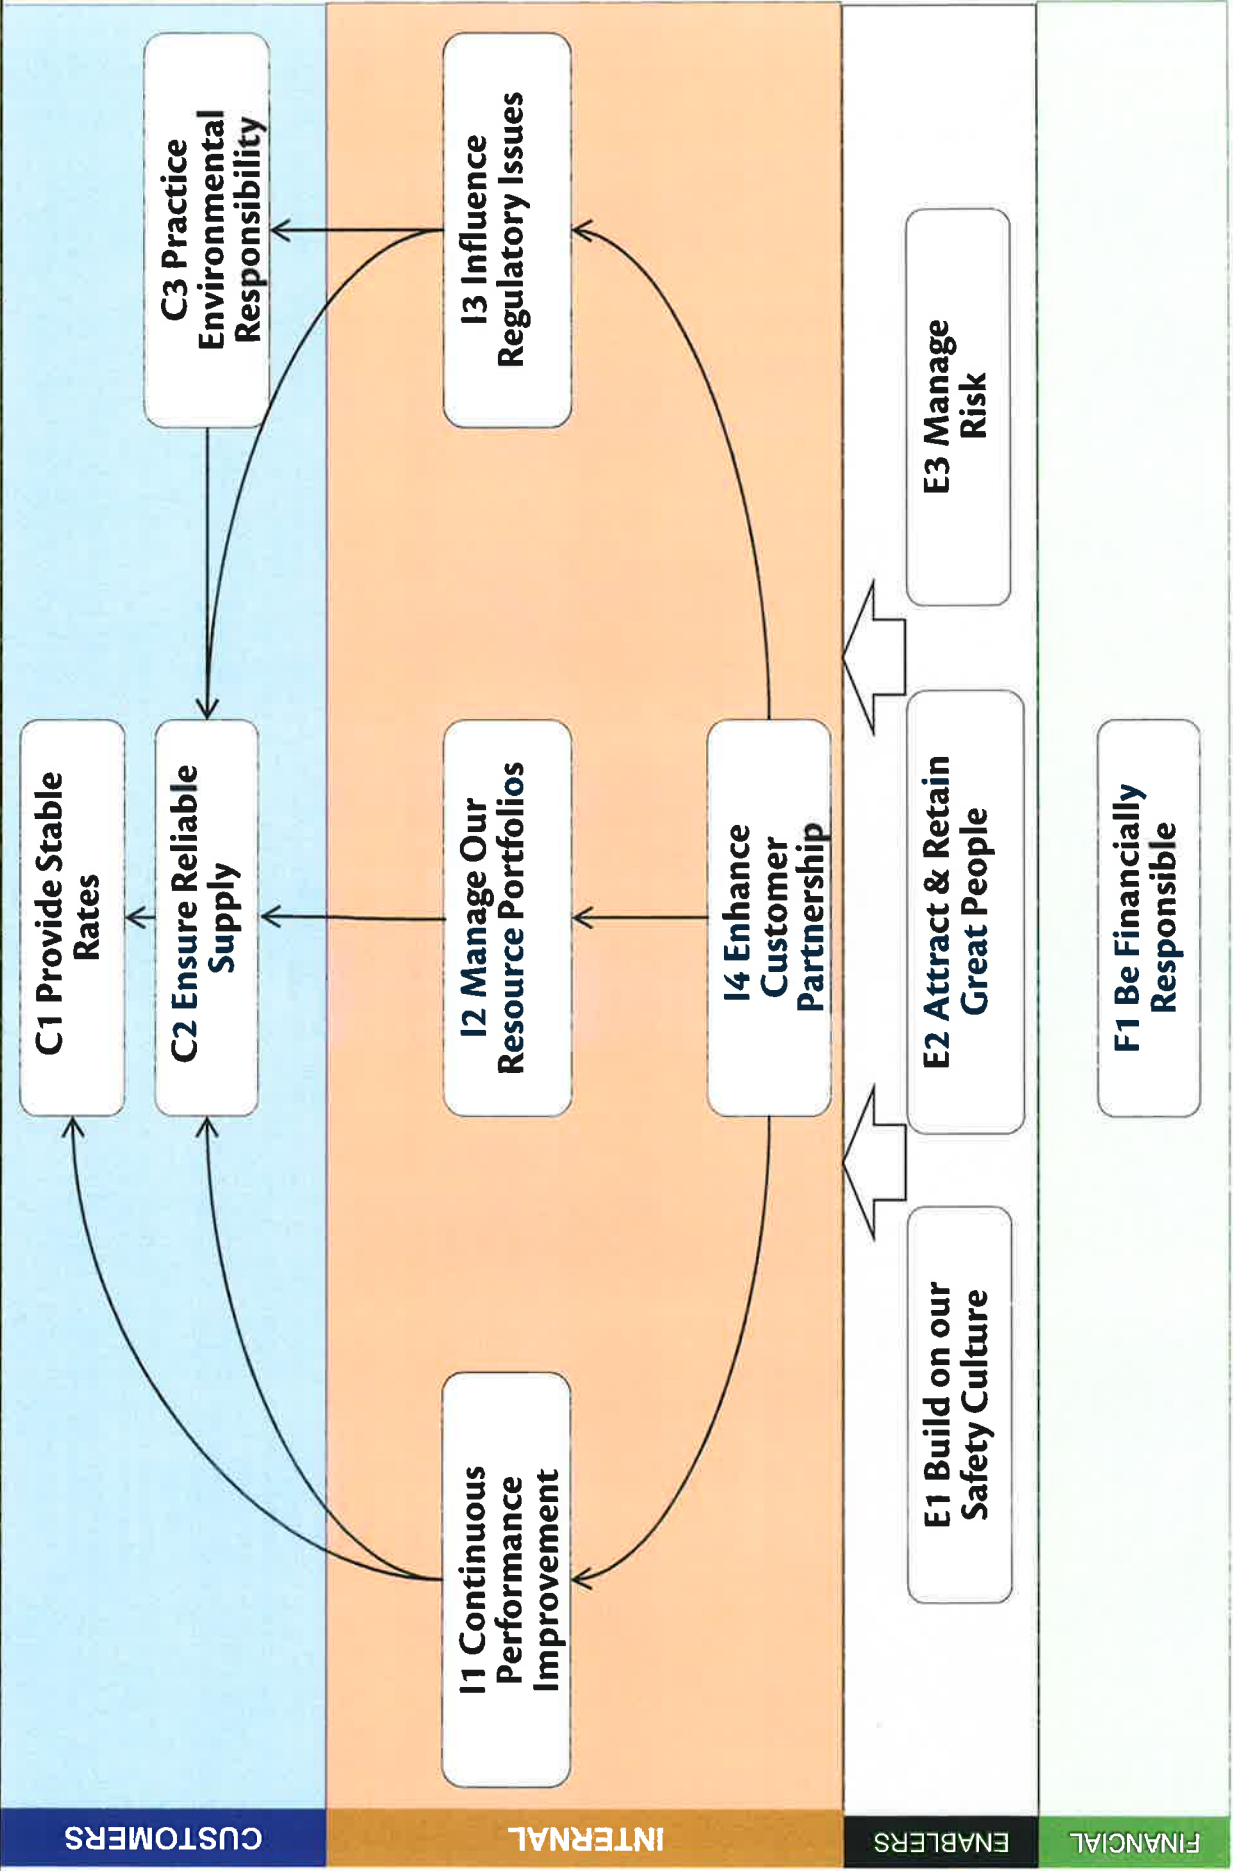 CUSTOMERS
C1 Provide Stable
Rates
C2 Ensure Reliable
Supply
C3 Practice
Environmental
Responsibility
INTERNAL
I1 Continuous
Performance
Improvement
I2 Manage Our
Resource Portfolios
I3 Influence
Regulatory Issues
I4 Enhance
Customer
Partnership
ENABLERS
E1 Build on our
Safety Culture
E2 Attract & Retain
Great People
E3 Manage
Risk
FINANCIAL
F1 Be Financially
Responsible